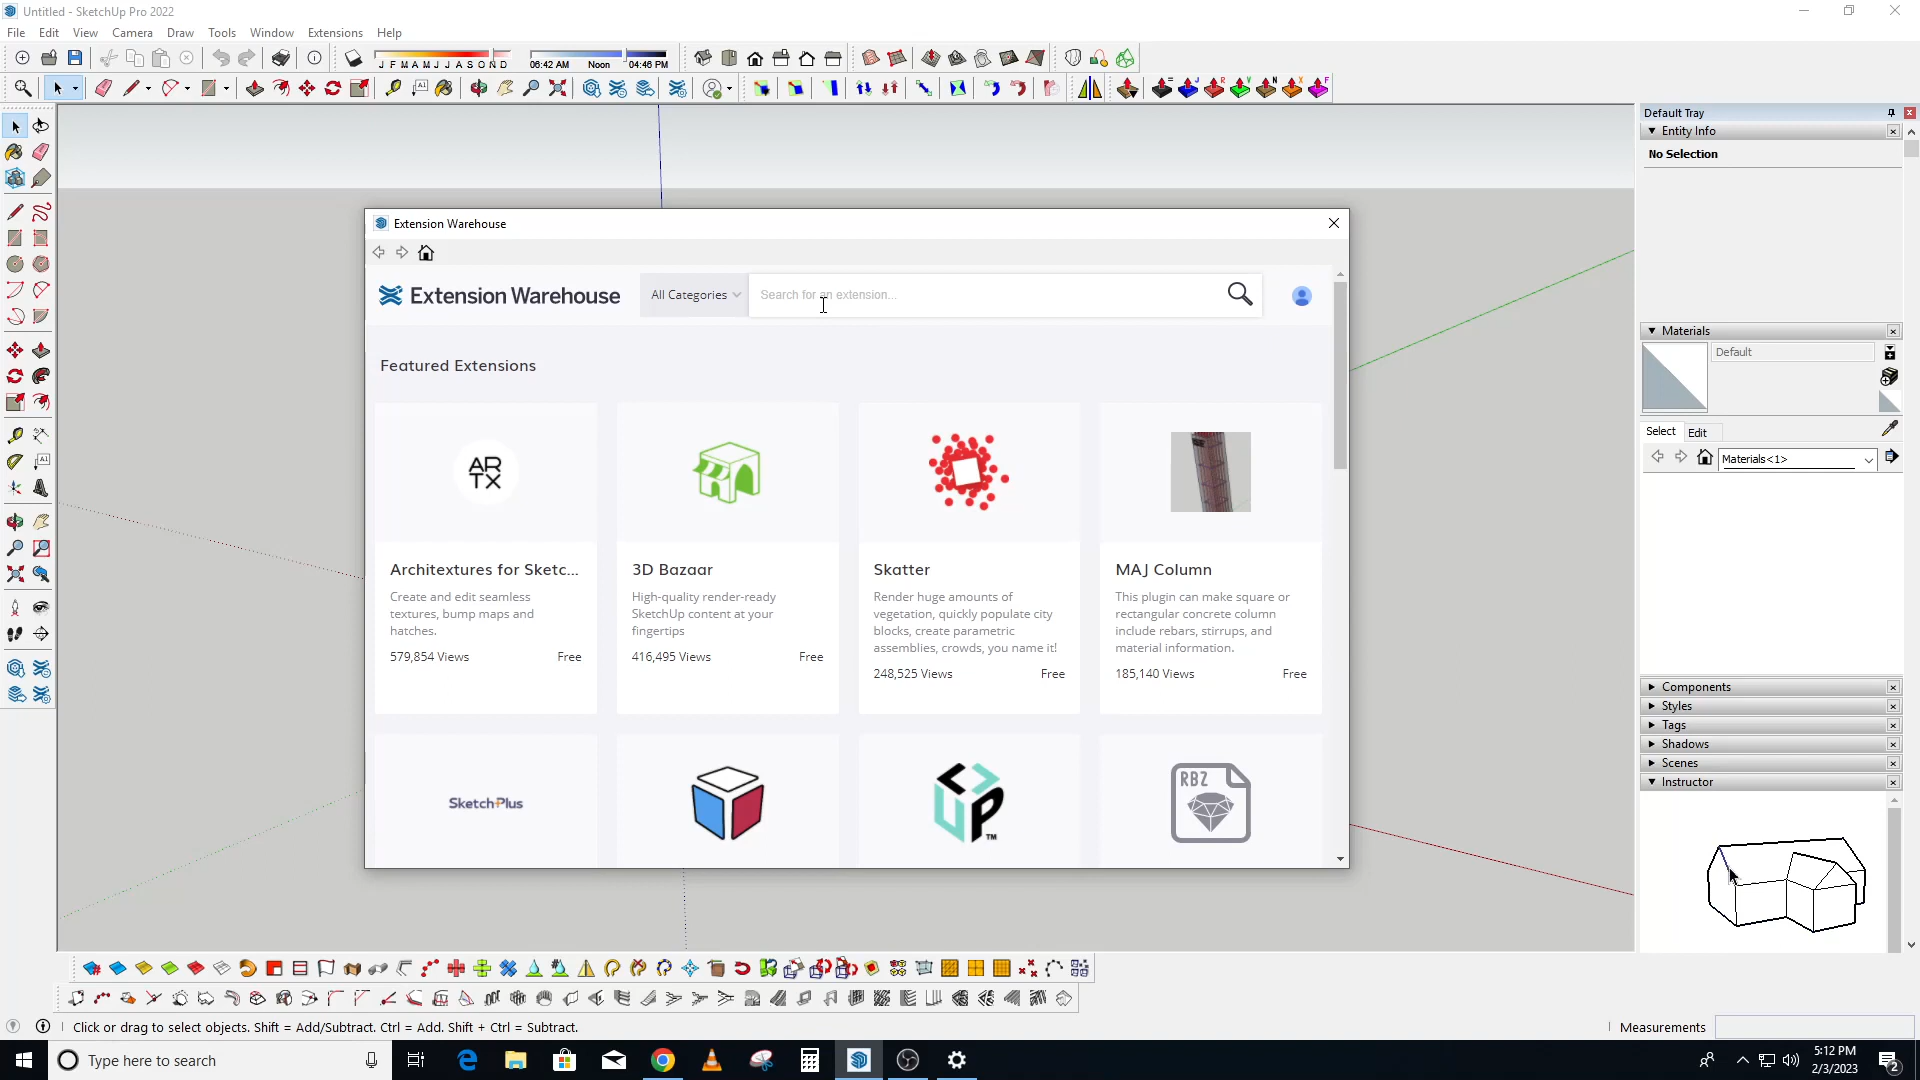 Untitled - SketchUp Pro 2022
File Edit View Camera Draw Tools Window Extensions Help
J F M A M J J A S O N D
06:42 AM Noon 04:46 PM
Default Tray
Entity Info
No Selection
Extension Warehouse
Extension Warehouse
All Categories
Search for an extension...
Featured Extensions
AR
TX
Architextures for Sketc...
Create and edit seamless
textures, bump maps and
hatches.
579,854 Views Free
3D Bazaar
High-quality render-ready
SketchUp content at your
fingertips
416,495 Views Free
Skatter
Render huge amounts of
vegetation, quickly populate city
blocks, create parametric
assemblies, crowds, you name it!
248,525 Views Free
MAJ Column
This plugin can make square or
rectangular concrete column
include rebars, stirrups, and
material information.
185,140 Views Free
SketchPlus
UP™
RBZ
Materials
Default
Select Edit
Materials<1>
Components
Styles
Tags
Shadows
Scenes
Instructor
Click or drag to select objects. Shift = Add/Subtract. Ctrl = Add. Shift + Ctrl = Subtract.
Measurements
Type here to search
5:12 PM
2/3/2023
2